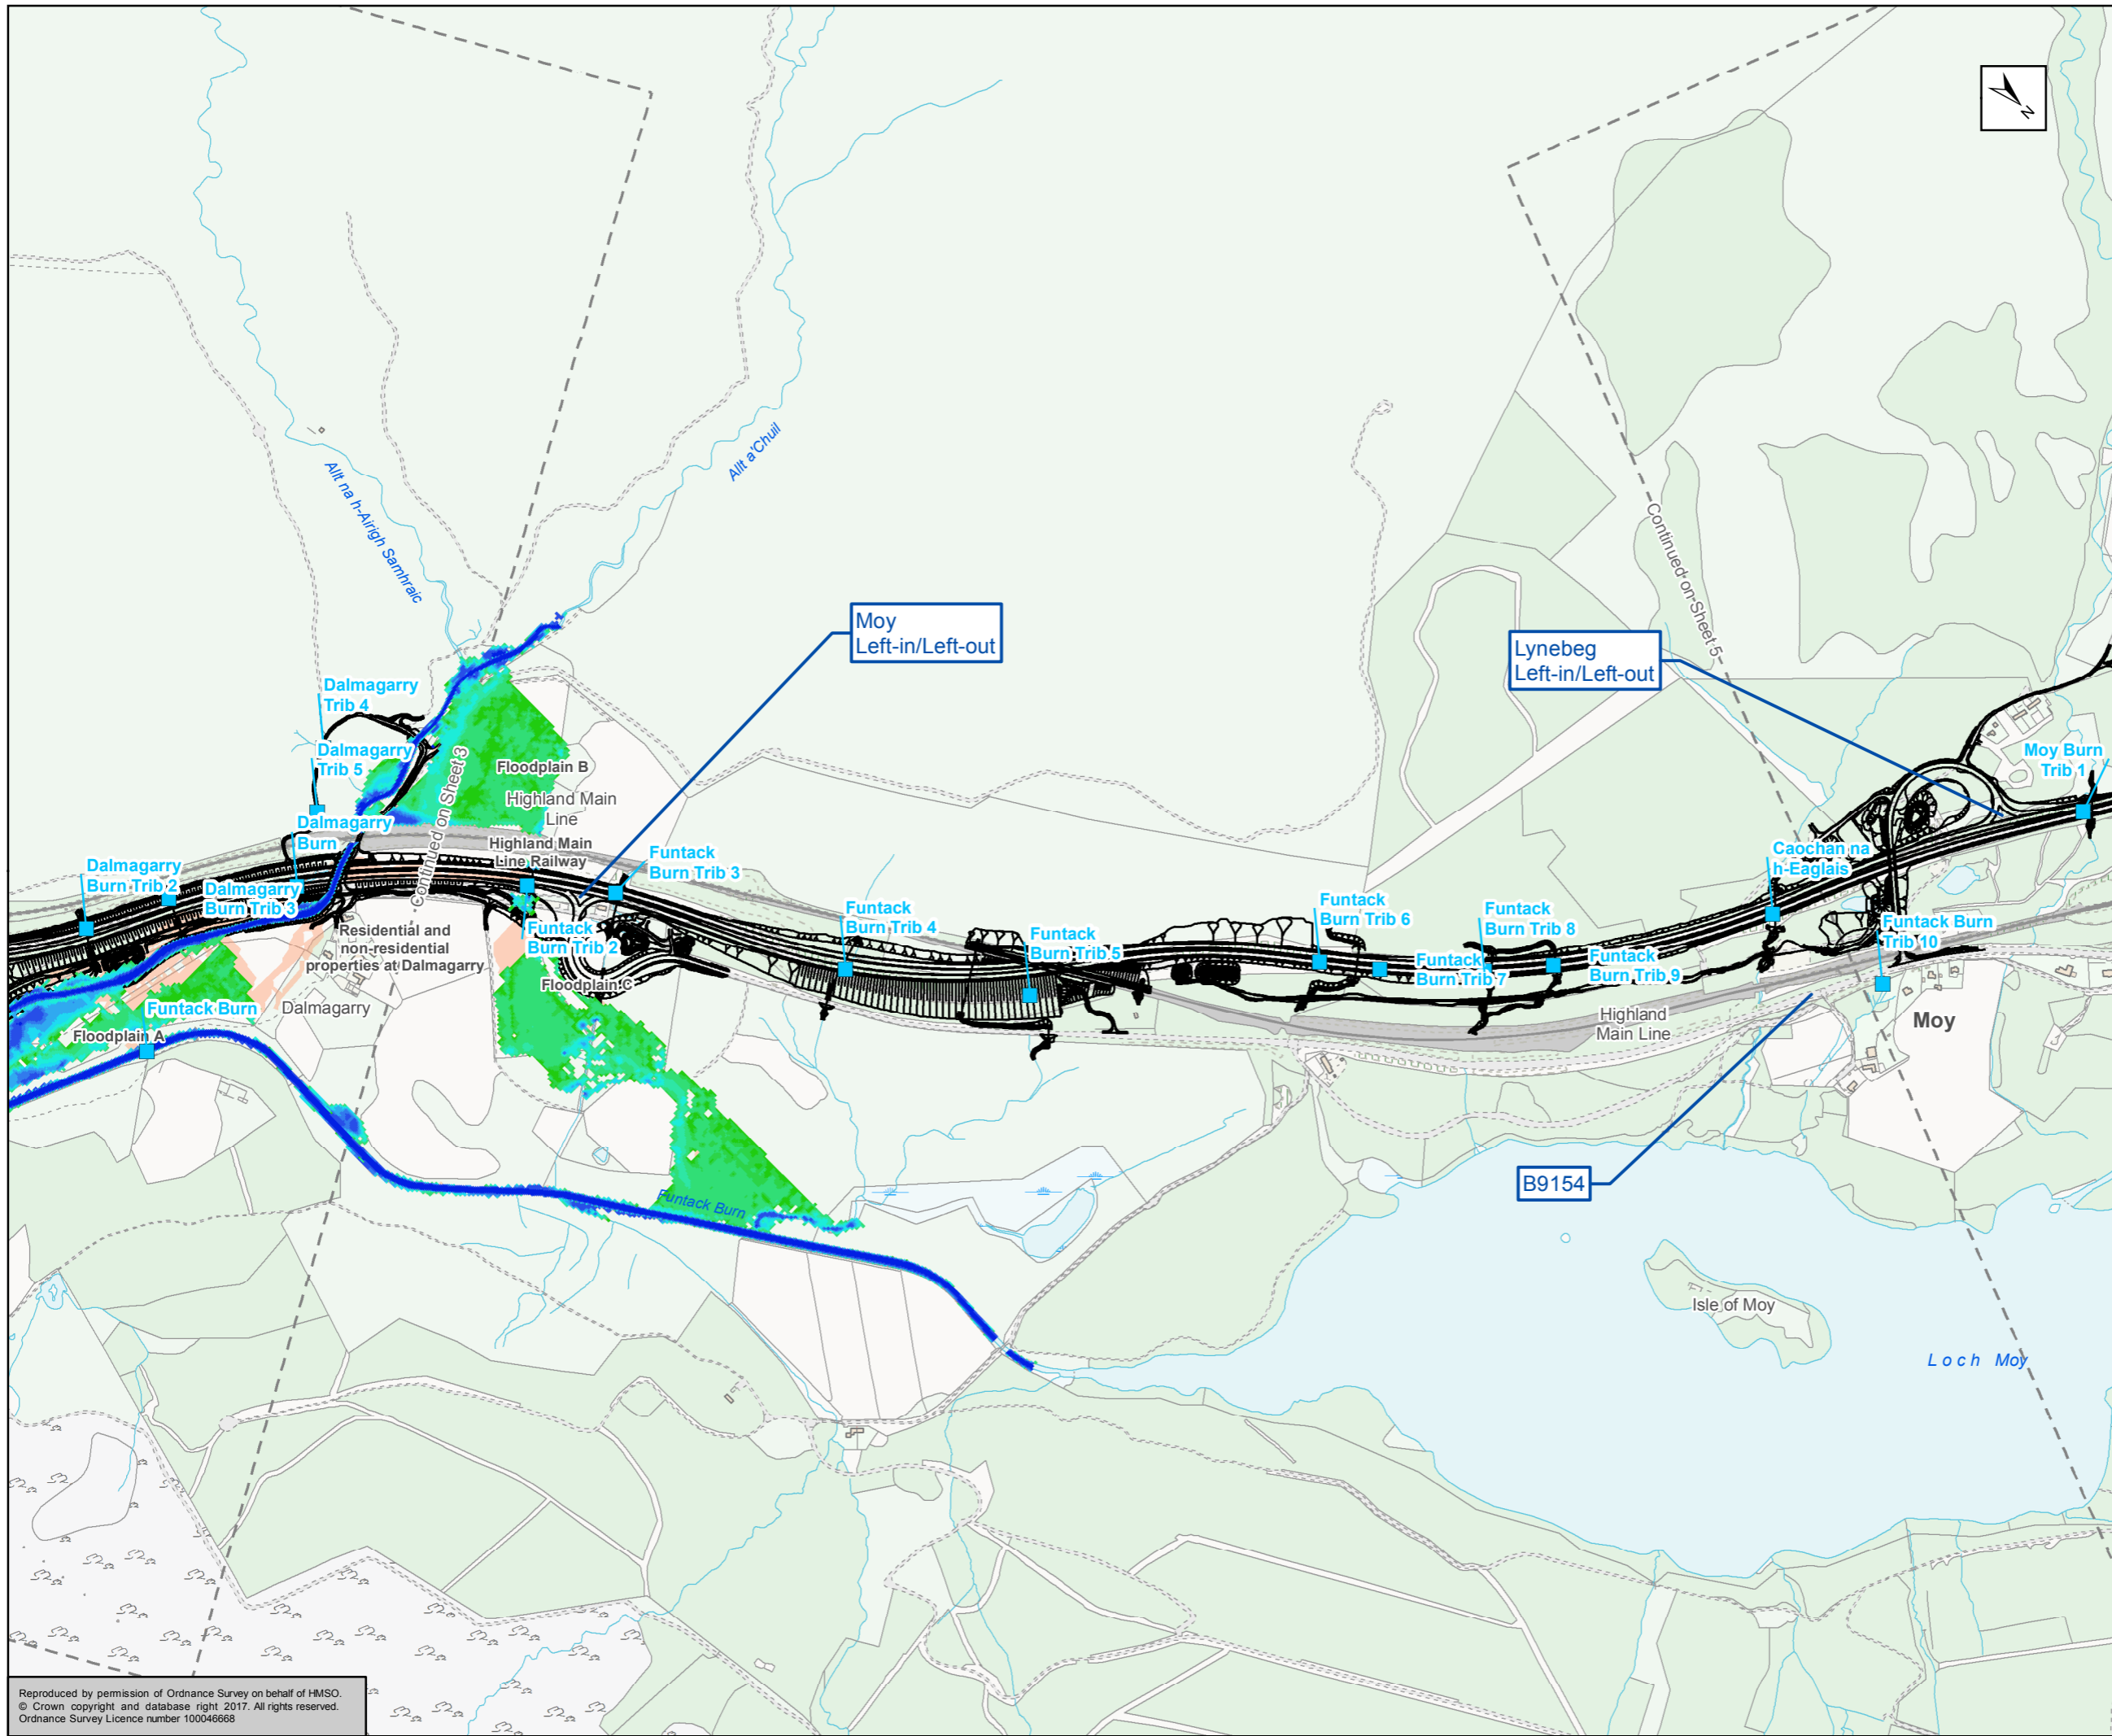 N
Allt na h-Airigh Samhraic
Allt a'Chuil
Continued on Sheet 5
Moy
Left-in/Left-out
Lynebeg
Left-in/Left-out
Dalmagarry
Trib 4
Dalmagarry
Trib 5
Continued on Sheet 3
Floodplain B
Highland Main
Line
Moy Burn
Trib 1
Dalmagarry
Burn
Highland Main
Line Railway
Funtack
Burn Trib 3
Caochan na
h-Eaglais
Dalmagarry
Burn Trib 2
Dalmagarry
Burn Trib 3
Funtack
Burn Trib 6
Funtack
Burn Trib 4
Funtack
Burn Trib 8
Funtack Burn
Trib 10
Residential and
non-residential
properties at Dalmagarry
Funtack
Burn Trib 2
Funtack
Burn Trib 5
Funtack
Burn Trib 7
Funtack
Burn Trib 9
Floodplain C
Dalmagarry
Funtack Burn
Floodplain A
Highland
Main Line
Moy
B9154
Funtack Burn
Isle of Moy
Loch Moy
Reproduced by permission of Ordnance Survey on behalf of HMSO.
© Crown copyright and database right 2017. All rights reserved.
Ordnance Survey Licence number 100046668